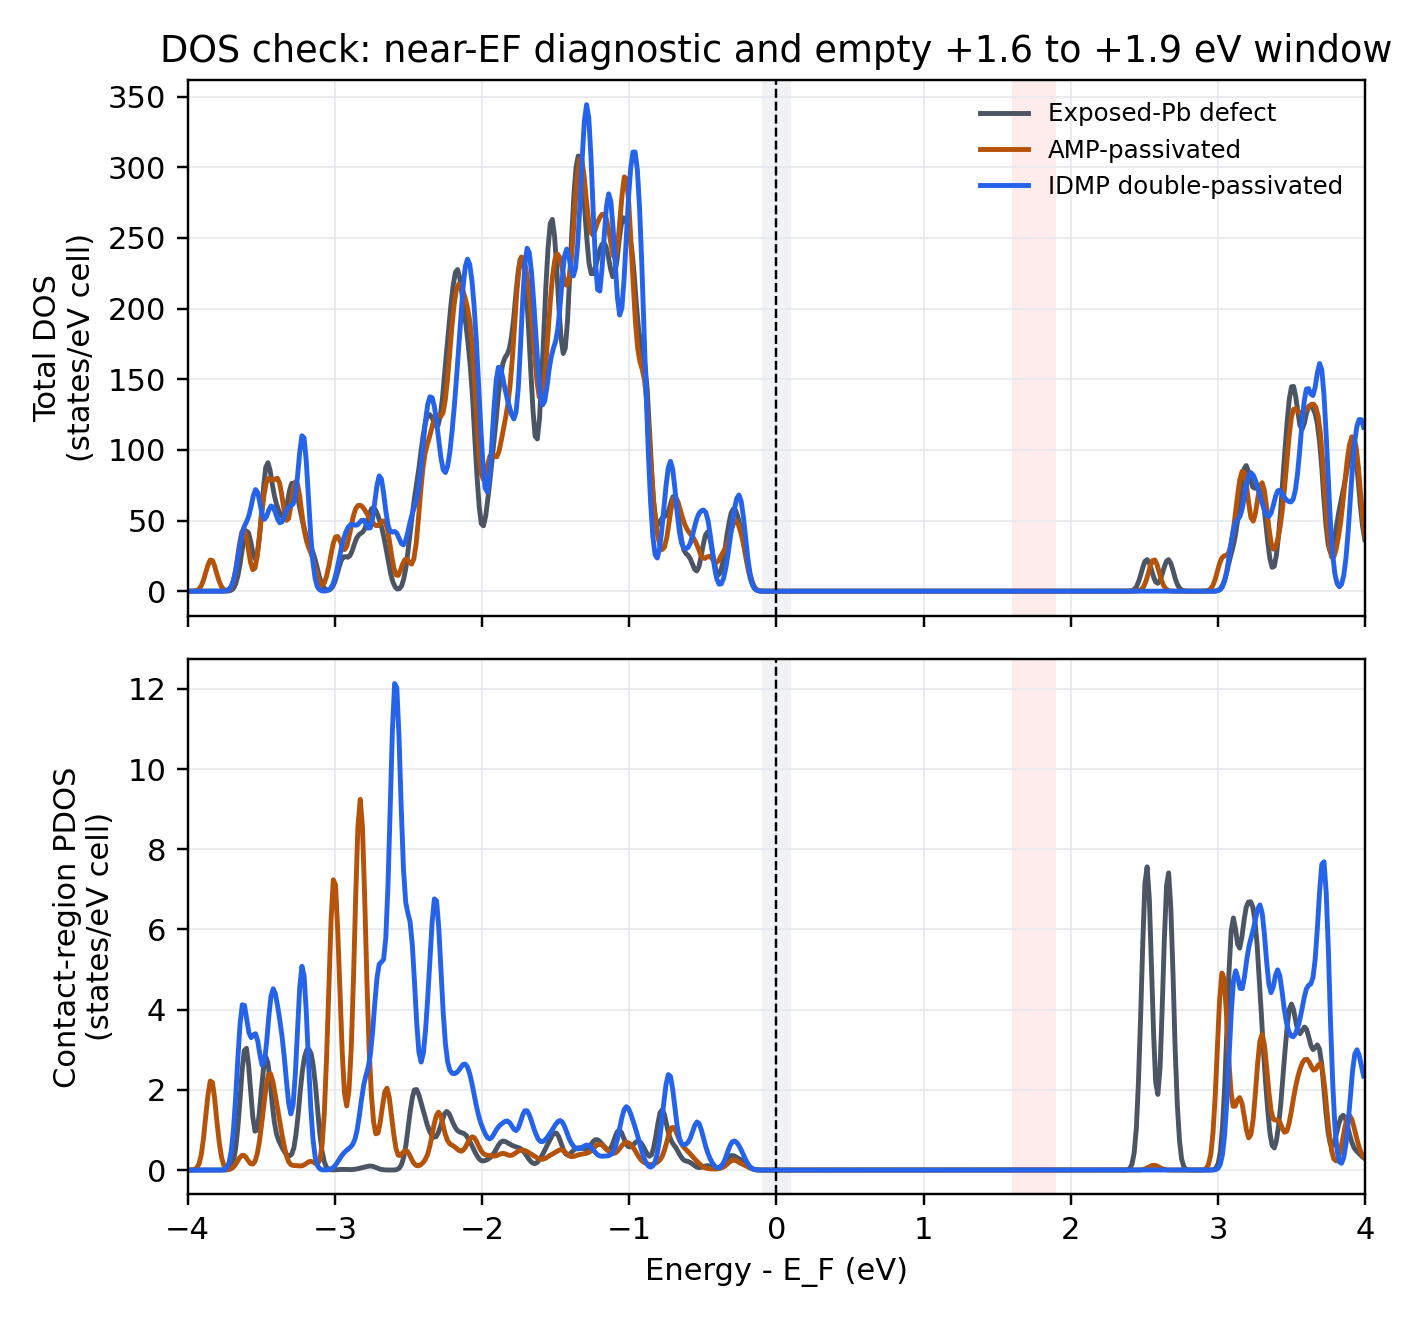 DOS check: near-EF diagnostic and empty +1.6 to +1.9 eV window
Total DOS
(states/eV cell)
350
300
250
200
150
100
50
0
Exposed-Pb defect
AMP-passivated
IDMP double-passivated
Contact-region PDOS
(states/eV cell)
12
10
8
6
4
2
0
−4
−3
−2
−1
0
1
2
3
4
Energy - E_F (eV)